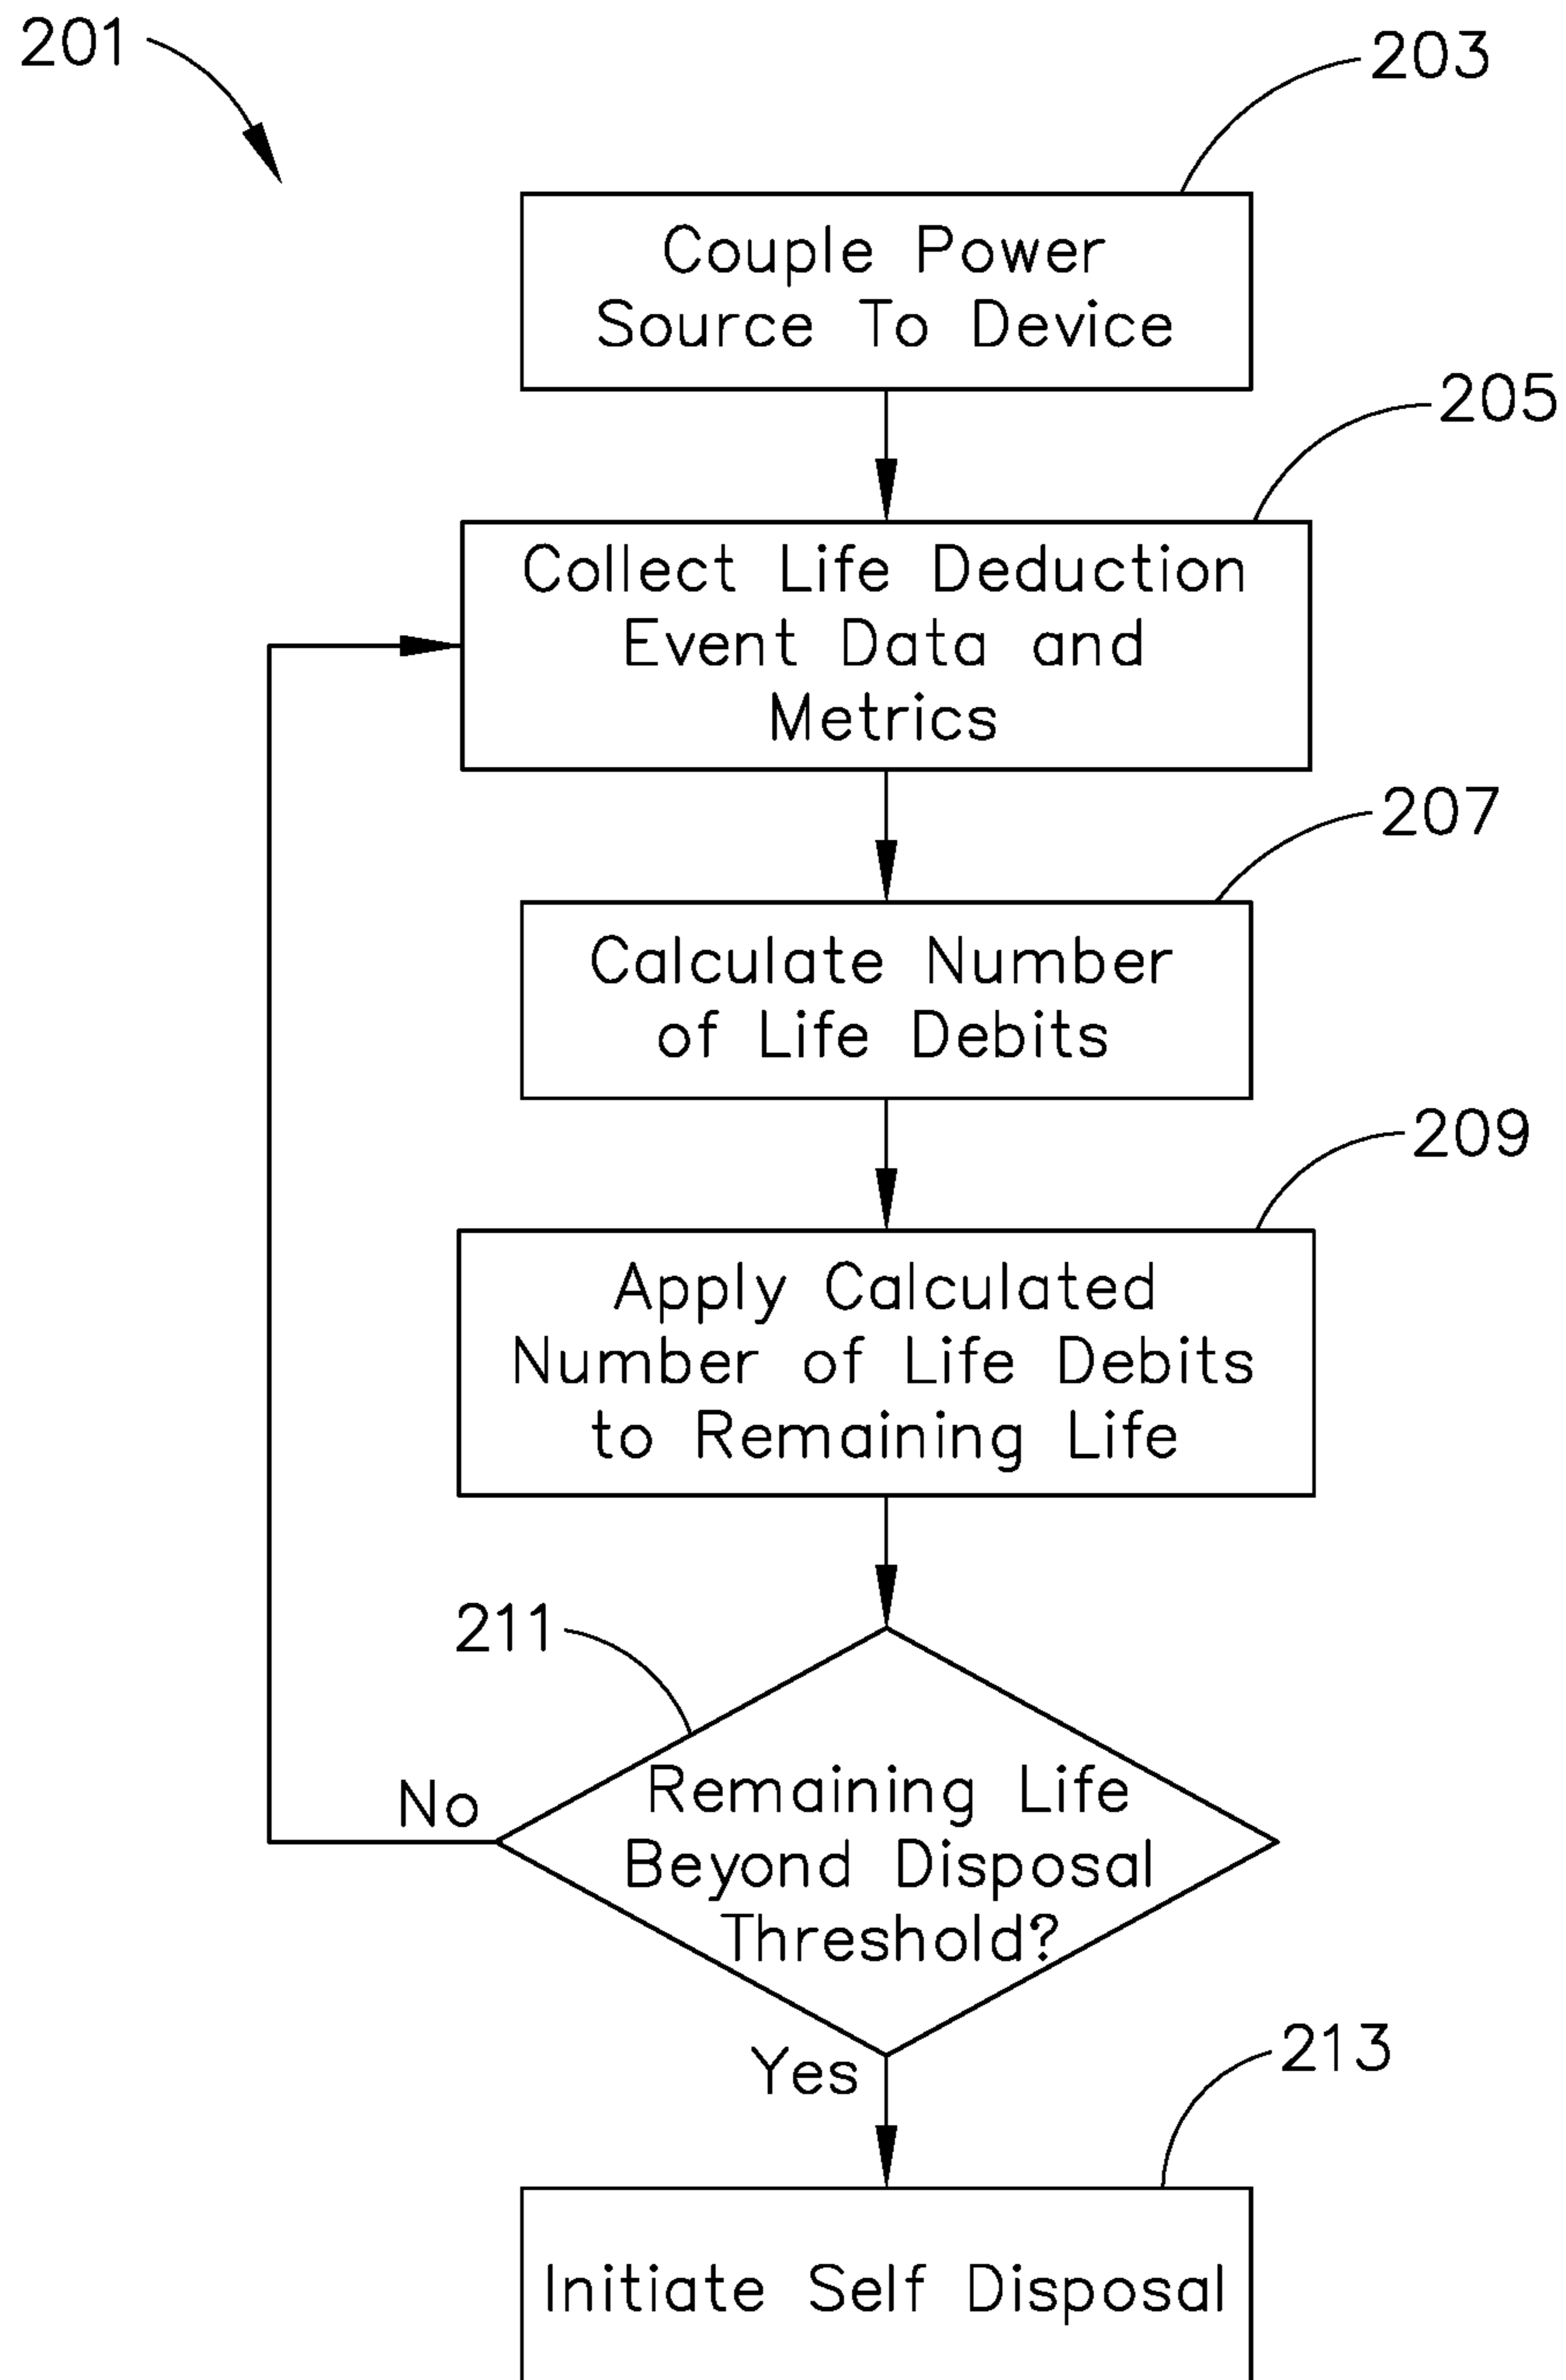 201
203
Couple Power
Source To Device
205
Collect Life Deduction
Event Data and
Metrics
207
Calculate Number
of Life Debits
209
Apply Calculated
Number of Life Debits
to Remaining Life
211
Remaining Life
Beyond Disposal
Threshold?
No
Yes
213
Initiate Self Disposal